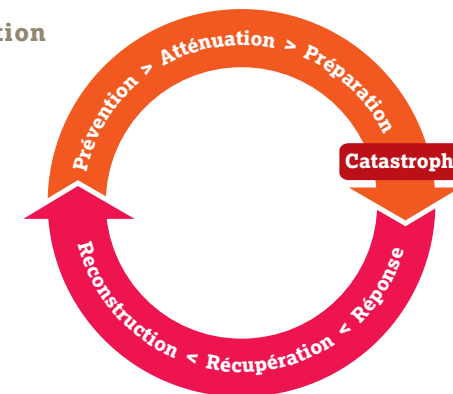 tion
Prévention > Atténuation > Préparation
Catastroph
Reconstruction < Récupération < Réponse